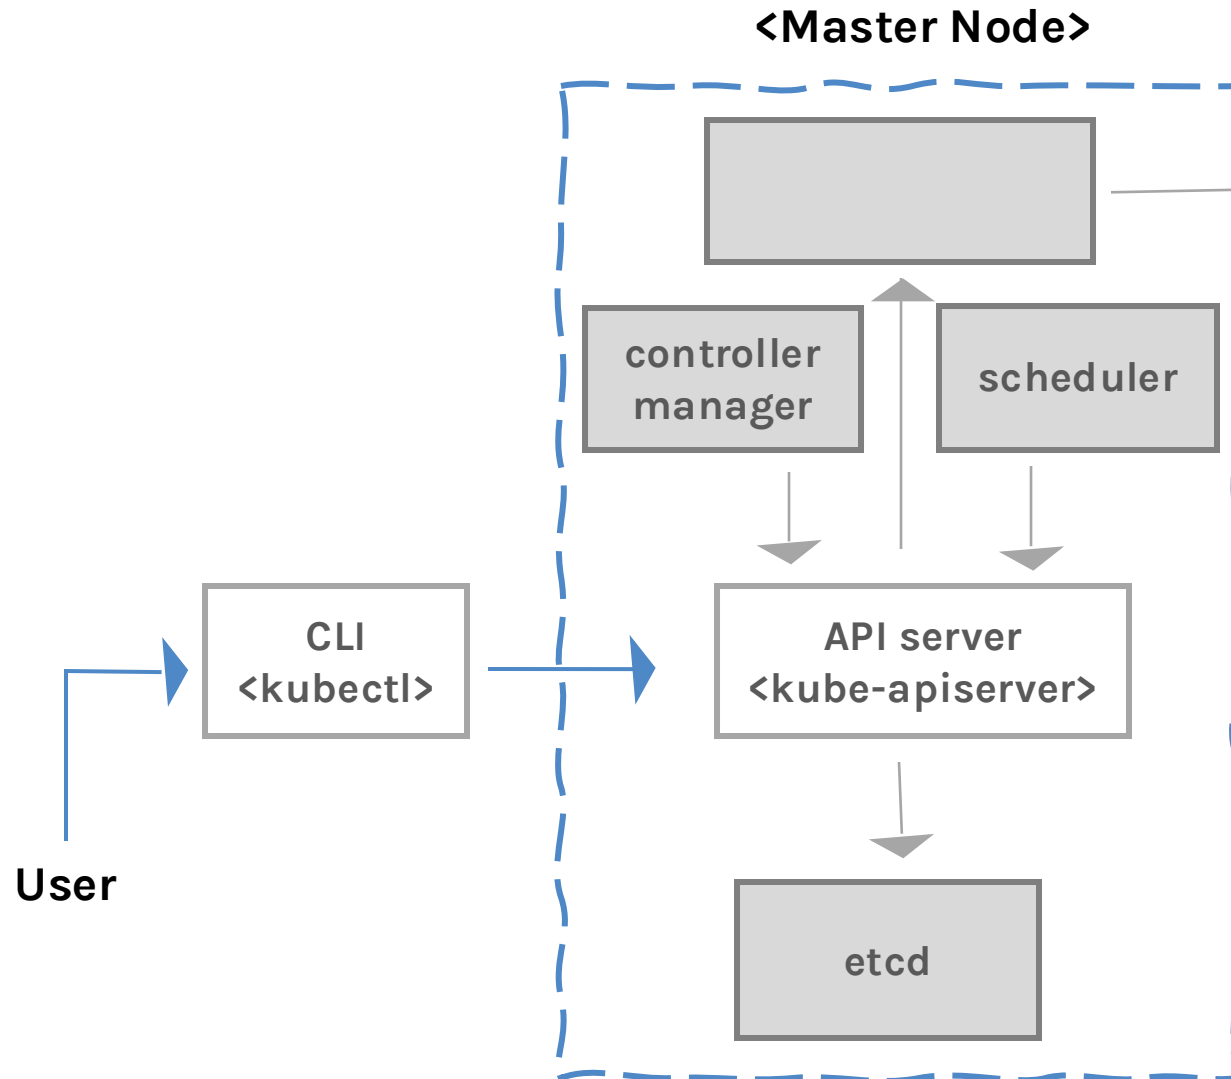 <Master Node>
controller
manager
scheduler
CLI
<kubectl>
API server
<kube-apiserver>
User
etcd